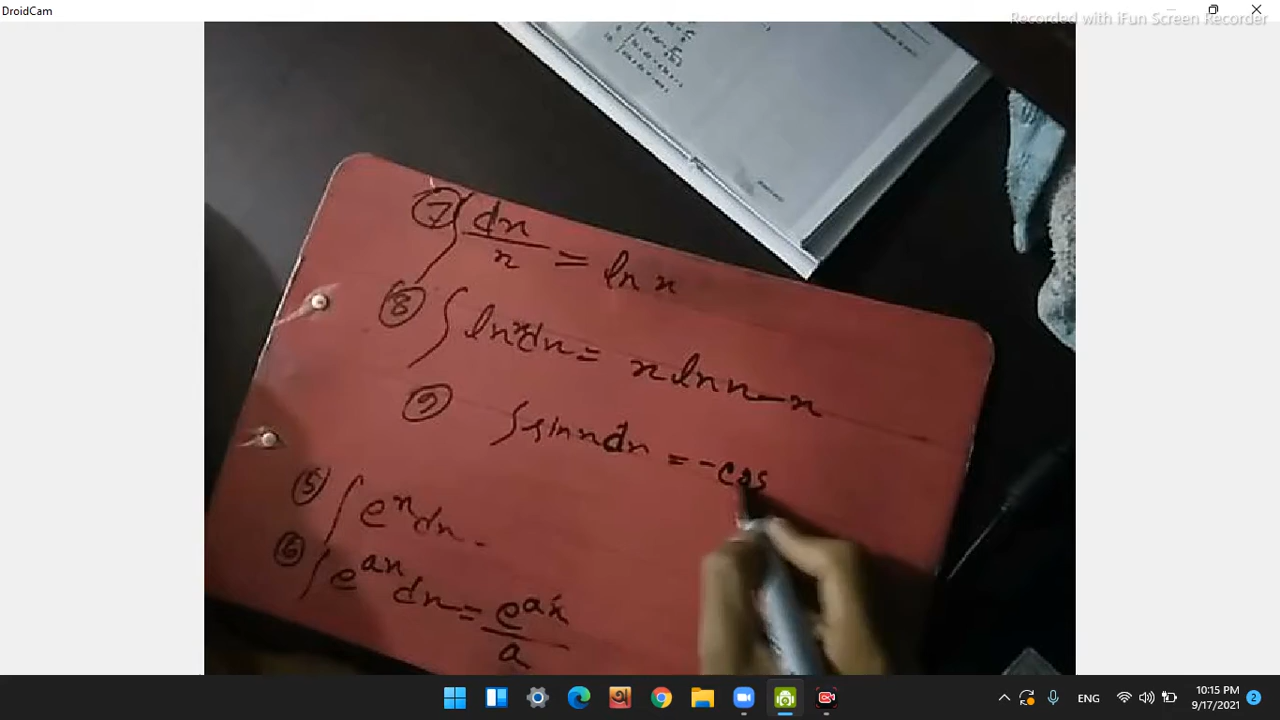 DroidCam
Recorded with iFun Screen Recorder
⑦ ∫ dx/x = ln x
⑧ ∫ ln x dx = x ln x - x
⑨ ∫ sin x dx = -cos
⑤ ∫ e^x dx -
⑥ ∫ e^ax dx = e^ax/a
ENG
10:15 PM
9/17/2021
2